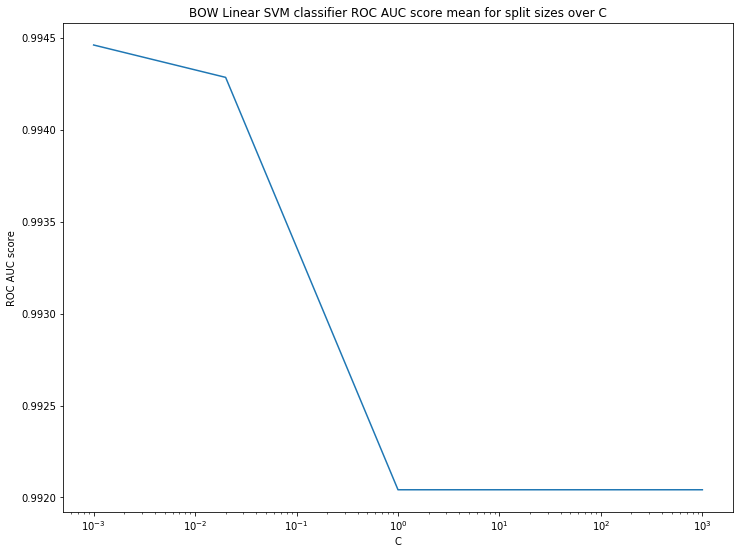 BOW Linear SVM classifier ROC AUC score mean for split sizes over C
0.9945
0.9940
0.9935
0.9930
0.9925
0.9920
ROC AUC score
10⁻³ 10⁻² 10⁻¹ 10⁰ 10¹ 10² 10³
C